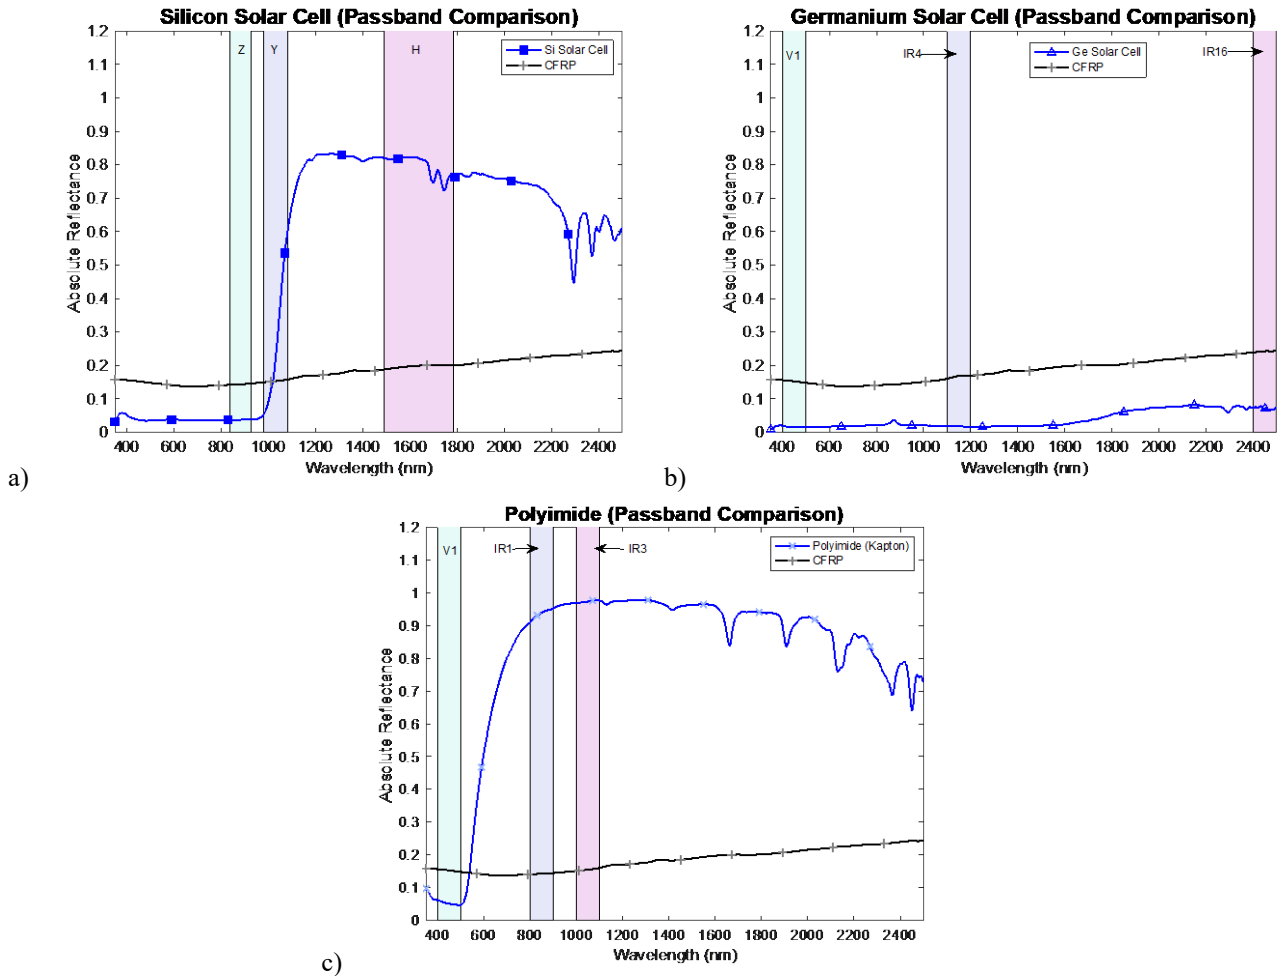 Silicon Solar Cell (Passband Comparison)
1.2
1.1
1
0.9
0.8
0.7
0.6
0.5
0.4
0.3
0.2
0.1
0
Absolute Reflectance
Z
Y
H
Si Solar Cell
CFRP
400 600 800 1000 1200 1400 1600 1800 2000 2200 2400
Wavelength (nm)
a)
Germanium Solar Cell (Passband Comparison)
1.2
1.1
1
0.9
0.8
0.7
0.6
0.5
0.4
0.3
0.2
0.1
0
Absolute Reflectance
V1
IR4
IR16
Ge Solar Cell
CFRP
400 600 800 1000 1200 1400 1600 1800 2000 2200 2400
Wavelength (nm)
b)
Polyimide (Passband Comparison)
1.2
1.1
1
0.9
0.8
0.7
0.6
0.5
0.4
0.3
0.2
0.1
0
Absolute Reflectance
V1
IR1
IR3
Polyimide (Kapton)
CFRP
400 600 800 1000 1200 1400 1600 1800 2000 2200 2400
Wavelength (nm)
c)